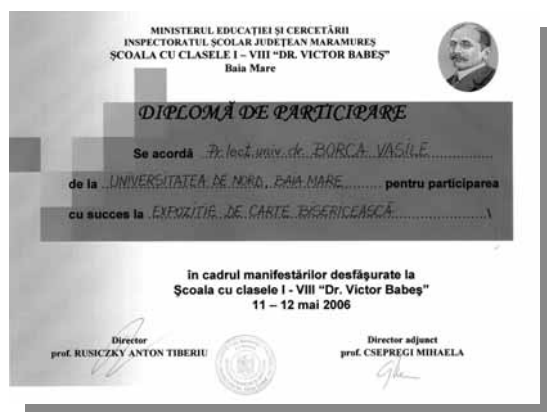 MINISTERUL EDUCAȚIEI ȘI CERCETĂRII
INSPECTORATUL ȘCOLAR JUDEȚEAN MARAMUREȘ
ȘCOALA CU CLASELE I – VIII “DR. VICTOR BABEȘ”
Baia Mare
DIPLOMĂ DE PARTICIPARE
Se acordă Pr. lect. univ. dr. BORCA VASILE
de la UNIVERSITATEA DE NORD, BAIA MARE pentru participarea
cu succes la EXPOZIȚIE DE CARTE BISERICEASCĂ
în cadrul manifestărilor desfășurate la
Școala cu clasele I - VIII “Dr. Victor Babeș”
11 – 12 mai 2006
Director
prof. RUSICZKY ANTON TIBERIU
Director adjunct
prof. CSEPREGI MIHAELA